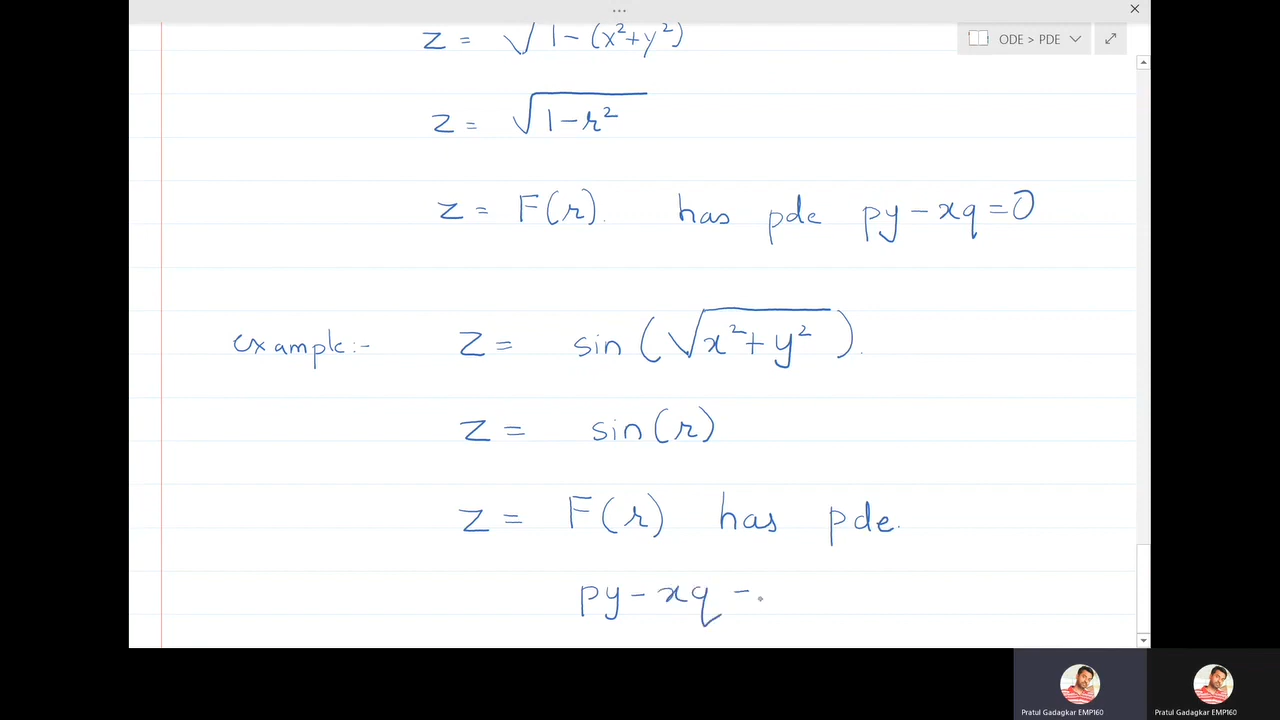 ...
ODE > PDE
z = √1-(x²+y²)
z = √1-r²
z = F(r). has pde py-xq=0
example:- z = sin(√x²+y²).
z = sin(r)
z = F(r) has pde.
py-xq -
Pratul Gadagkar EMP160
Pratul Gadagkar EMP160